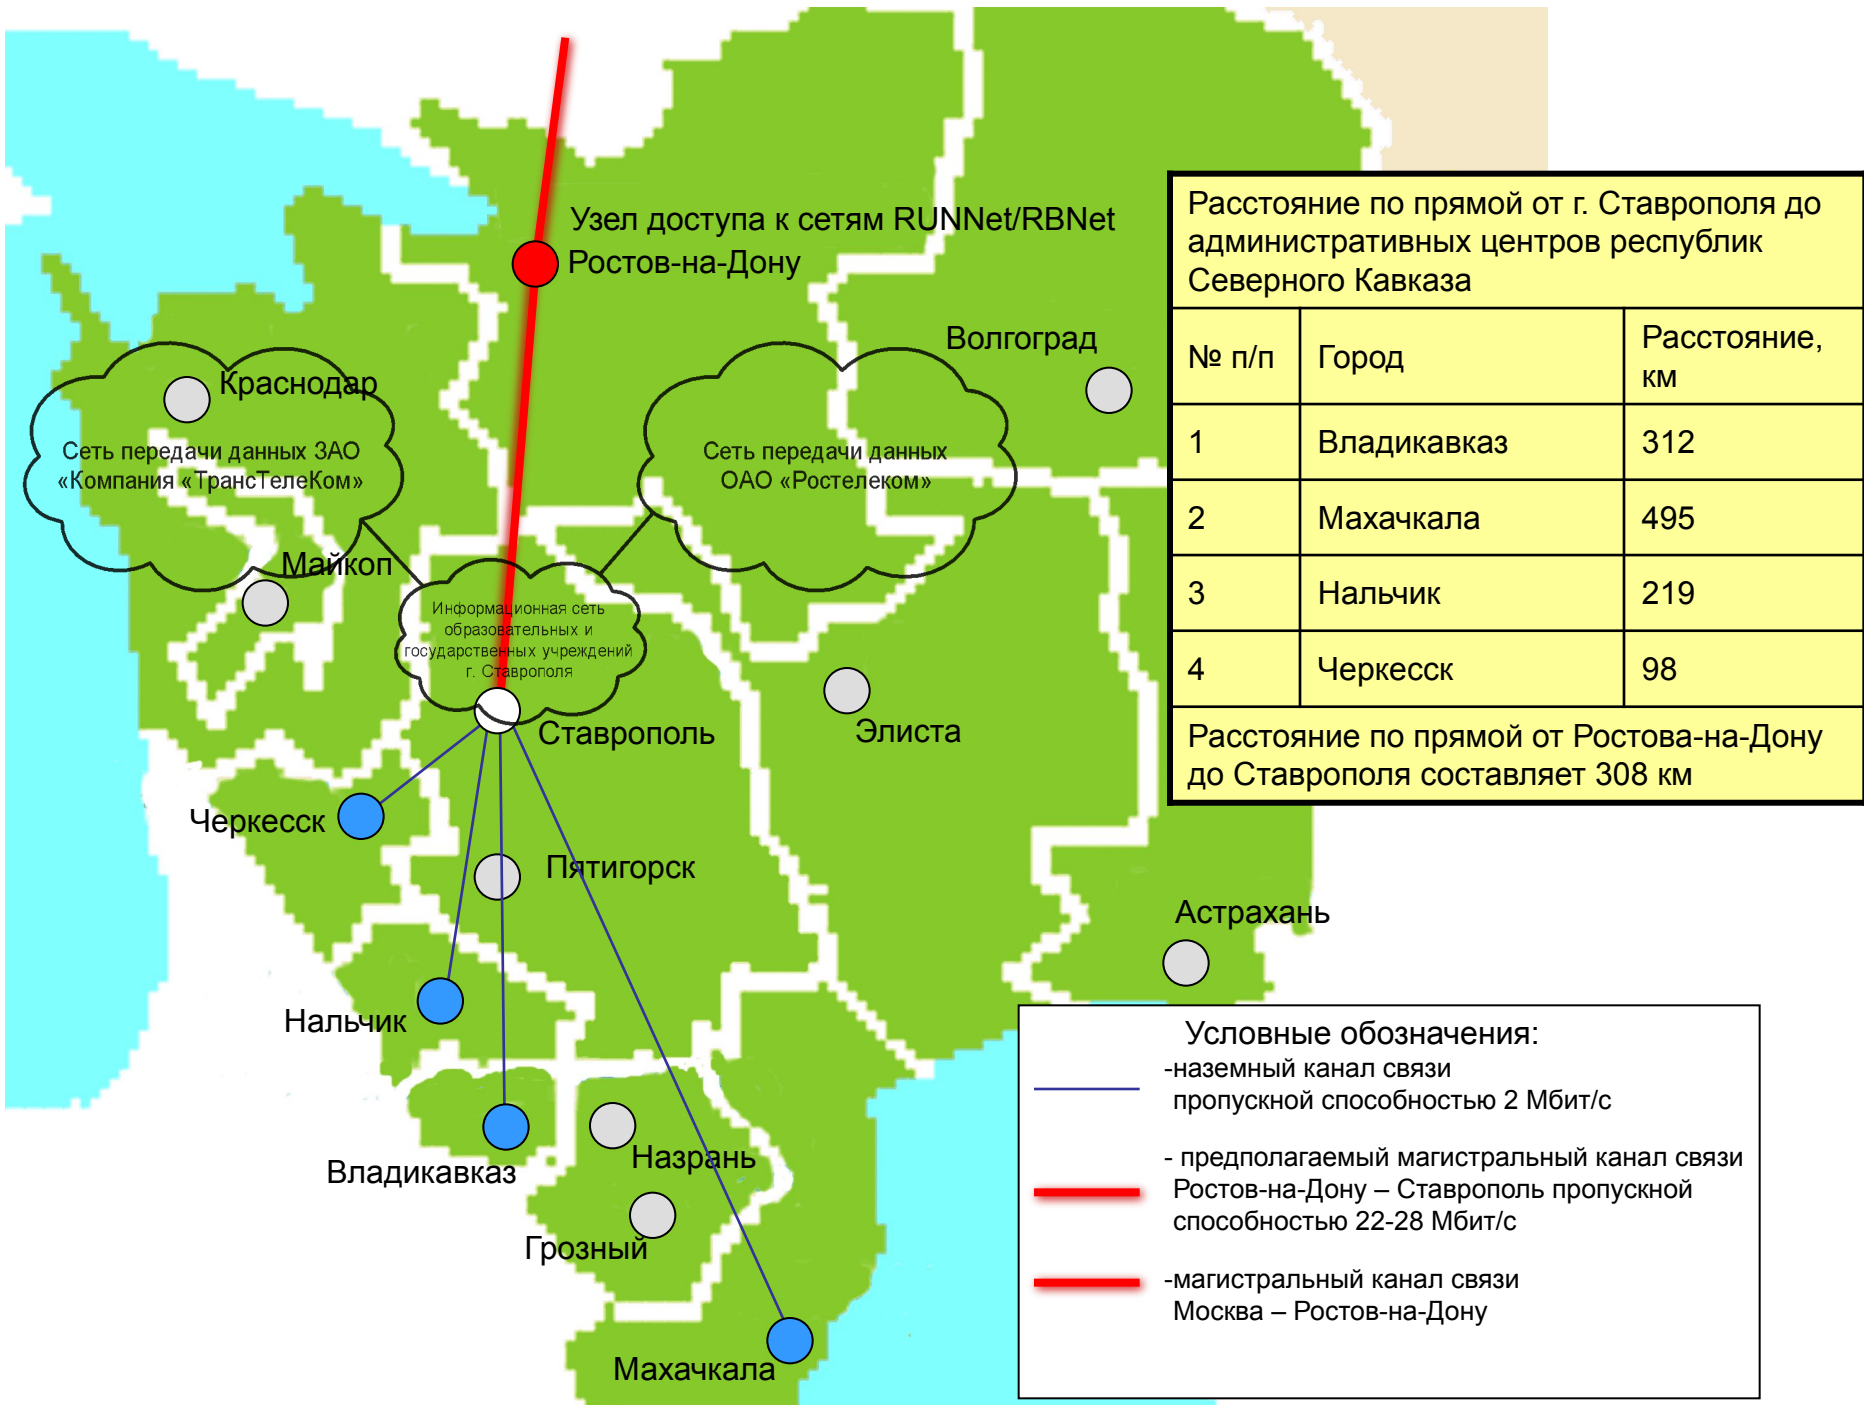 Узел доступа к сетям RUNNet/RBNet
Ростов-на-Дону
Волгоград
Краснодар
Сеть передачи данных ЗАО
«Компания «ТрансТелеКом»
Сеть передачи данных
ОАО «Ростелеком»
Майкоп
Информационная сеть
образовательных и
государственных учреждений
г. Ставрополя
Ставрополь
Элиста
Черкесск
Пятигорск
Астрахань
Нальчик
Владикавказ
Назрань
Грозный
Махачкала
Расстояние по прямой от г. Ставрополя до
административных центров республик
Северного Кавказа
№ п/п Город Расстояние,
км
1 Владикавказ 312
2 Махачкала 495
3 Нальчик 219
4 Черкесск 98
Расстояние по прямой от Ростова-на-Дону
до Ставрополя составляет 308 км
Условные обозначения:
-наземный канал связи
пропускной способностью 2 Мбит/с
- предполагаемый магистральный канал связи
Ростов-на-Дону – Ставрополь пропускной
способностью 22-28 Мбит/с
-магистральный канал связи
Москва – Ростов-на-Дону